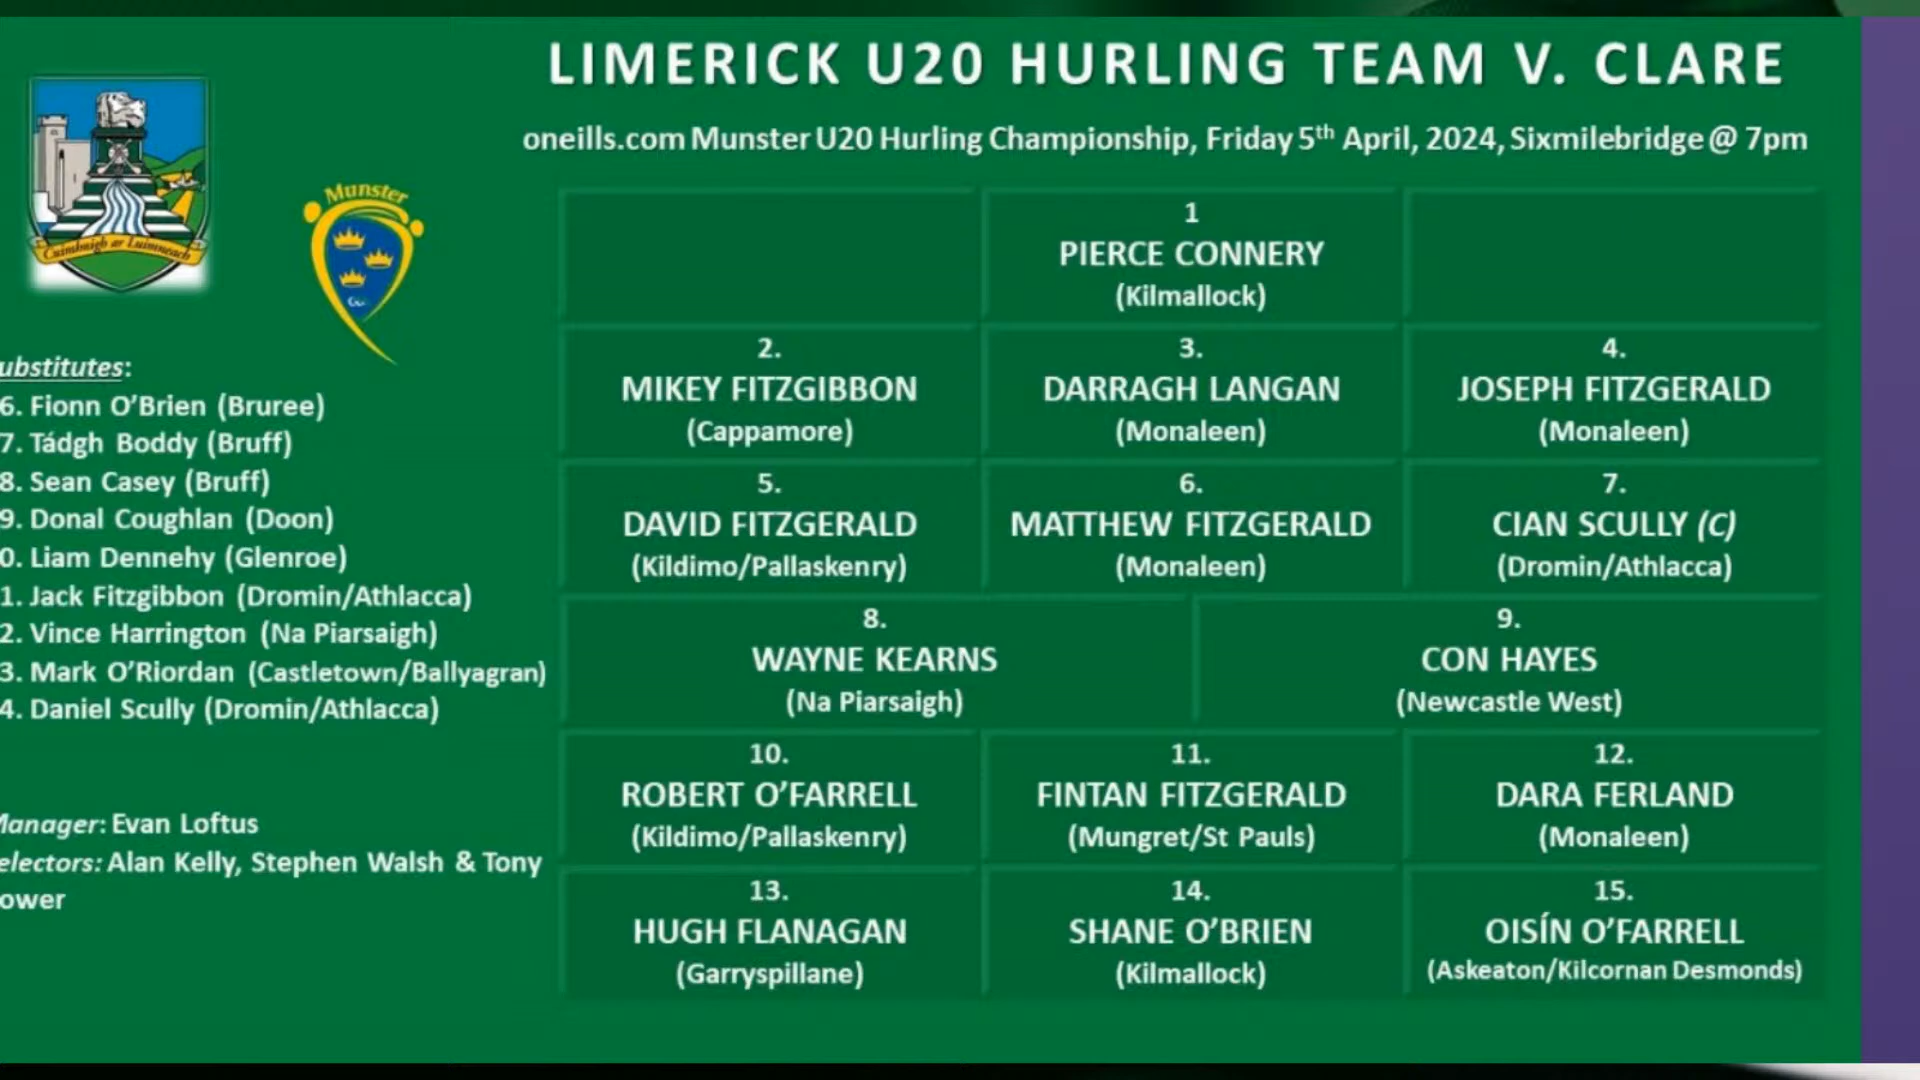 LIMERICK U20 HURLING TEAM V. CLARE
oneills.com Munster U20 Hurling Championship, Friday 5th April, 2024, Sixmilebridge @ 7pm
Cuimhnigh ar Luimneach
Munster
ubstitutes:
6. Fionn O'Brien (Bruree)
7. Tádgh Boddy (Bruff)
8. Sean Casey (Bruff)
9. Donal Coughlan (Doon)
0. Liam Dennehy (Glenroe)
1. Jack Fitzgibbon (Dromin/Athlacca)
2. Vince Harrington (Na Piarsaigh)
3. Mark O'Riordan (Castletown/Ballyagran)
4. Daniel Scully (Dromin/Athlacca)
Manager: Evan Loftus
electors: Alan Kelly, Stephen Walsh & Tony
ower
1
PIERCE CONNERY
(Kilmallock)
2.
MIKEY FITZGIBBON
(Cappamore)
3.
DARRAGH LANGAN
(Monaleen)
4.
JOSEPH FITZGERALD
(Monaleen)
5.
DAVID FITZGERALD
(Kildimo/Pallaskenry)
6.
MATTHEW FITZGERALD
(Monaleen)
7.
CIAN SCULLY (C)
(Dromin/Athlacca)
8.
WAYNE KEARNS
(Na Piarsaigh)
9.
CON HAYES
(Newcastle West)
10.
ROBERT O'FARRELL
(Kildimo/Pallaskenry)
11.
FINTAN FITZGERALD
(Mungret/St Pauls)
12.
DARA FERLAND
(Monaleen)
13.
HUGH FLANAGAN
(Garryspillane)
14.
SHANE O'BRIEN
(Kilmallock)
15.
OISÍN O'FARRELL
(Askeaton/Kilcornan Desmonds)